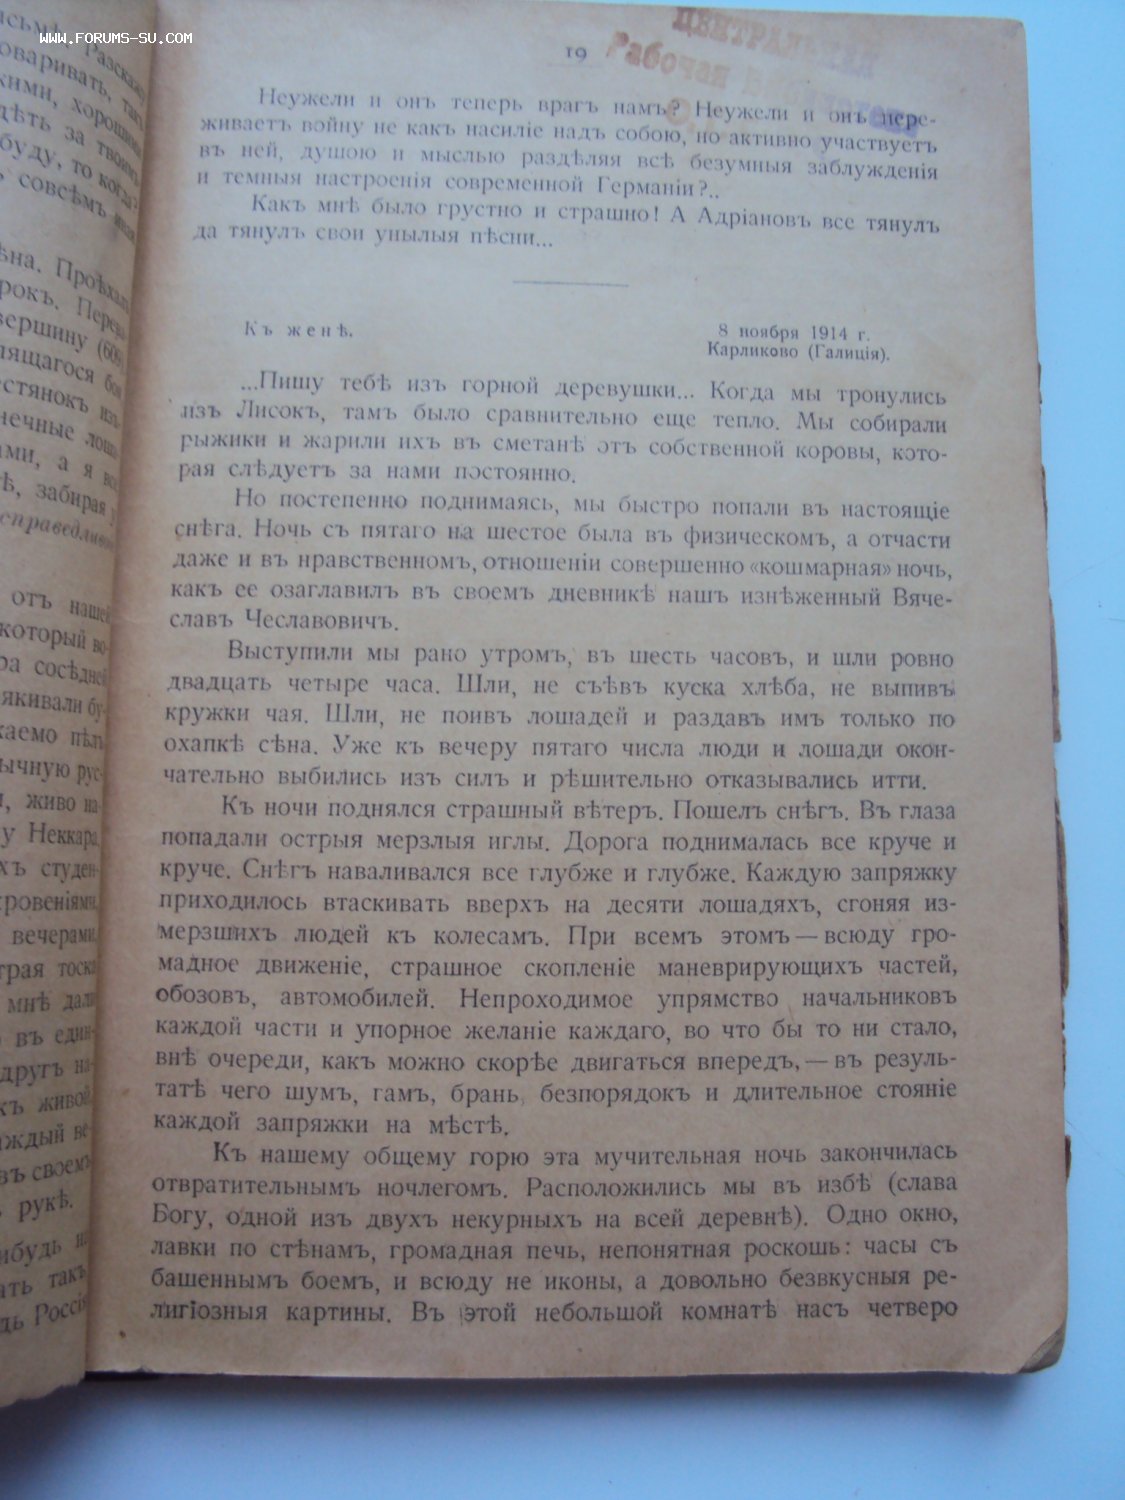 www.FORUMS-SU.com
19
ЦЕНТРАЛЬНАЯ
Рабочая
Неужели и онъ теперь врагъ намъ? Неужели и онъ пере-
живаетъ войну не какъ насиліе надъ собою, но активно участвуетъ
въ ней, душою и мыслью раздѣляя всѣ безумныя заблужденія
и темныя настроенія современной Германіи?..
Какъ мнѣ было грустно и страшно! А Адріановъ все тянулъ
да тянулъ свои унылыя пѣсни...
Къ женѣ.
8 ноября 1914 г.
Карликово (Галиція).
...Пишу тебѣ изъ горной деревушки... Когда мы тронулись
изъ Лисокъ, тамъ было сравнительно еще тепло. Мы собирали
рыжики и жарили ихъ въ сметанѣ отъ собственной коровы, кото-
рая слѣдуетъ за нами постоянно.
Но постепенно поднимаясь, мы быстро попали въ настоящіе
снѣга. Ночь съ пятаго на шестое была въ физическомъ, а отчасти
даже и въ нравственномъ, отношеніи совершенно «кошмарная» ночь,
какъ ее озаглавилъ въ своемъ дневникѣ нашъ изнѣженный Вяче-
славъ Чеславовичъ.
Выступили мы рано утромъ, въ шесть часовъ, и шли ровно
двадцать четыре часа. Шли, не съѣвъ куска хлѣба, не выпивъ
кружки чая. Шли, не поивъ лошадей и раздавъ имъ только по
охапкѣ сѣна. Уже къ вечеру пятаго числа люди и лошади окон-
чательно выбились изъ силъ и рѣшительно отказывались итти.
Къ ночи поднялся страшный вѣтеръ. Пошелъ снѣгъ. Въ глаза
попадали острыя мерзлыя иглы. Дорога поднималась все круче и
круче. Снѣгъ наваливался все глубже и глубже. Каждую запряжку
приходилось втаскивать вверхъ на десяти лошадяхъ, сгоняя из-
мерзшихъ людей къ колесамъ. При всемъ этомъ — всюду гро-
мадное движеніе, страшное скопленіе маневрирующихъ частей,
обозовъ, автомобилей. Непроходимое упрямство начальниковъ
каждой части и упорное желаніе каждаго, во что бы то ни стало,
внѣ очереди, какъ можно скорѣе двигаться впередъ, — въ резуль-
татѣ чего шумъ, гамъ, брань, безпорядокъ и длительное стояніе
каждой запряжки на мѣстѣ.
Къ нашему общему горю эта мучительная ночь закончилась
отвратительнымъ ночлегомъ. Расположились мы въ избѣ (слава
Богу, одной изъ двухъ некурныхъ на всей деревнѣ). Одно окно,
лавки по стѣнамъ, громадная печь, непонятная роскошь: часы съ
башеннымъ боемъ, и всюду не иконы, а довольно безвкусныя ре-
лигіозныя картины. Въ этой небольшой комнатѣ насъ четверо